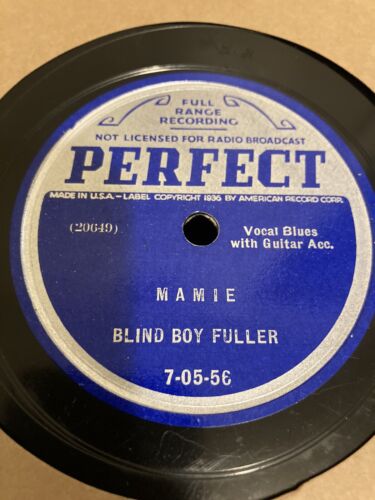 FULL
RANGE
RECORDING
NOT LICENSED FOR RADIO BROADCAST
PERFECT
MADE IN U.S.A. – LABEL COPYRIGHT 1936 BY AMERICAN RECORD CORP.
(20649)
Vocal Blues
with Guitar Acc.
MAMIE
BLIND BOY FULLER
7-05-56